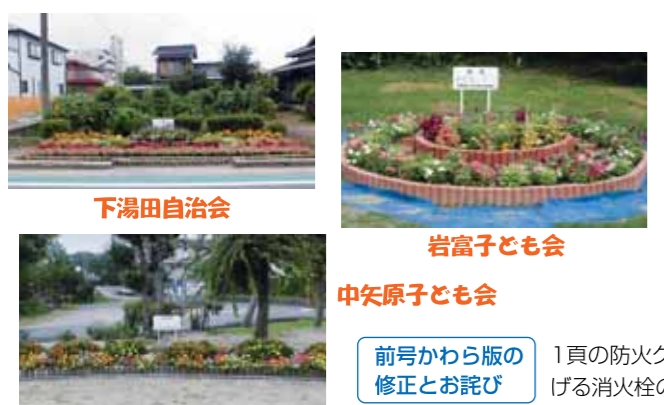 下湯田自治会
岩富子ども会
中矢原子ども会
前号かわら版の
修正とお詫び
1頁の防火ク
げる消火栓の